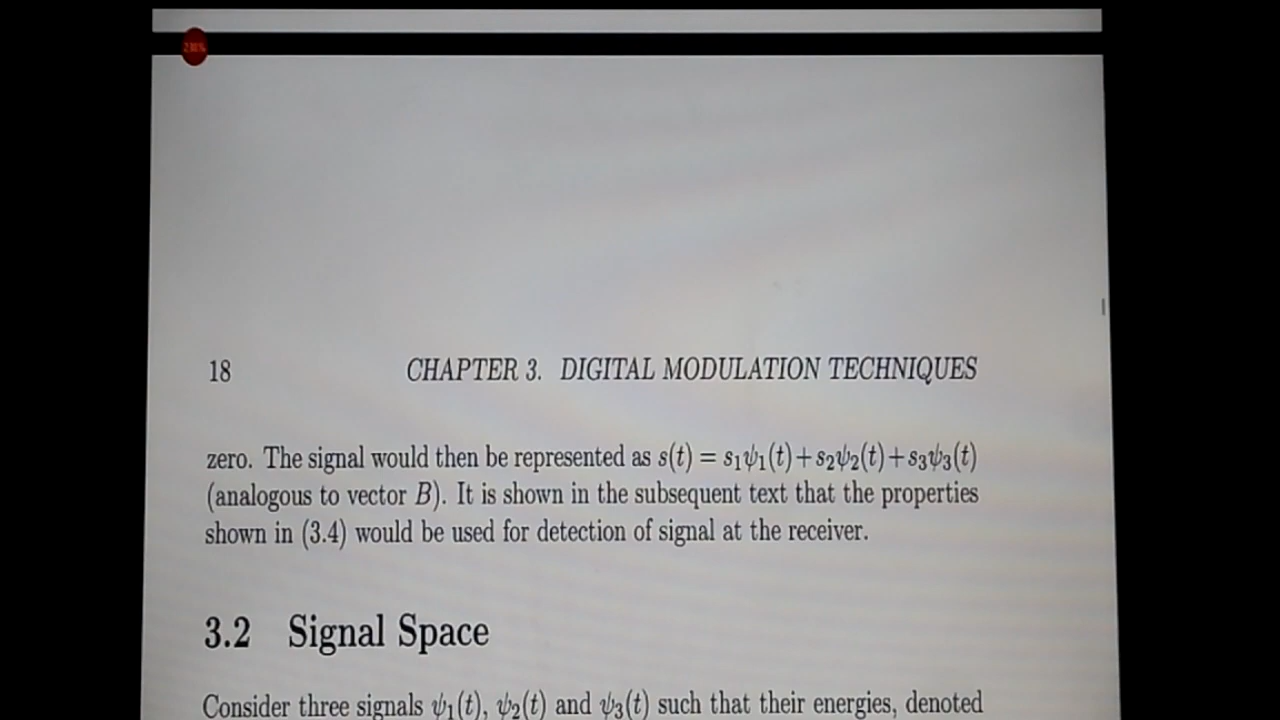 18 CHAPTER 3. DIGITAL MODULATION TECHNIQUES
zero. The signal would then be represented as s(t) = s₁ψ₁(t)+s₂ψ₂(t)+s₃ψ₃(t)
(analogous to vector B). It is shown in the subsequent text that the properties
shown in (3.4) would be used for detection of signal at the receiver.
3.2 Signal Space
Consider three signals ψ₁(t), ψ₂(t) and ψ₃(t) such that their energies, denoted